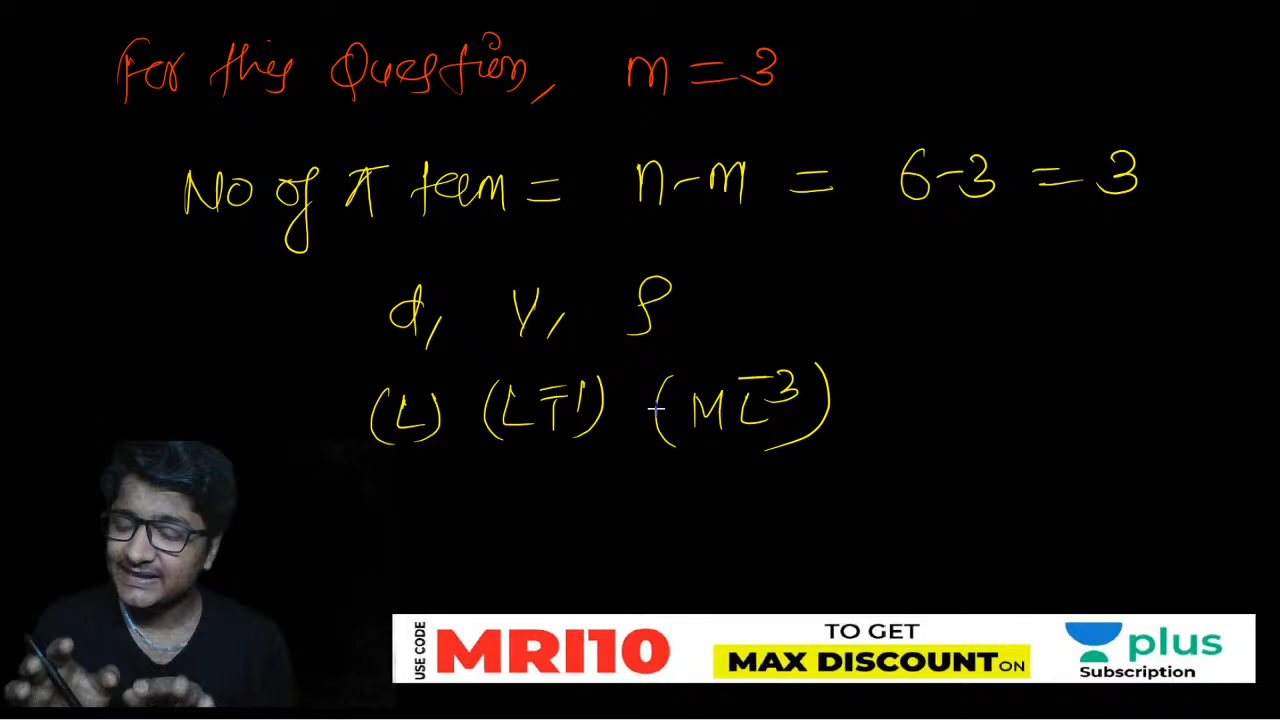 For this Question, m = 3
No of π term = n - m = 6 - 3 = 3
d, V, ρ
(L) (LT⁻¹) (ML⁻³)
USE CODE MRI10 TO GET MAX DISCOUNT ON plus Subscription